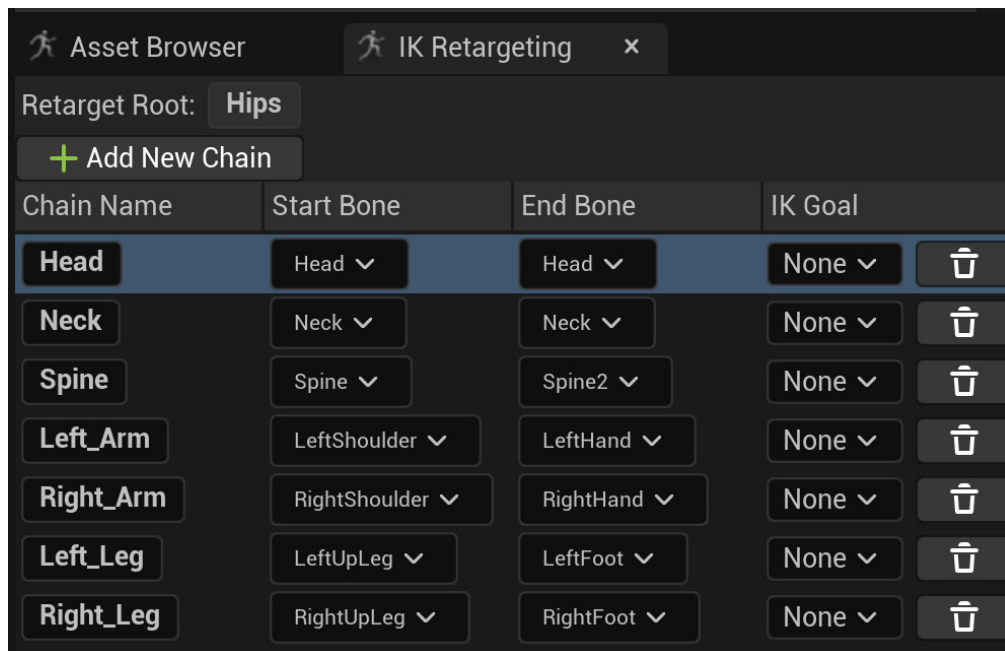 Asset Browser IK Retargeting ×
Retarget Root: Hips
+ Add New Chain
Chain Name Start Bone End Bone IK Goal
Head Head Head None
Neck Neck Neck None
Spine Spine Spine2 None
Left_Arm LeftShoulder LeftHand None
Right_Arm RightShoulder RightHand None
Left_Leg LeftUpLeg LeftFoot None
Right_Leg RightUpLeg RightFoot None